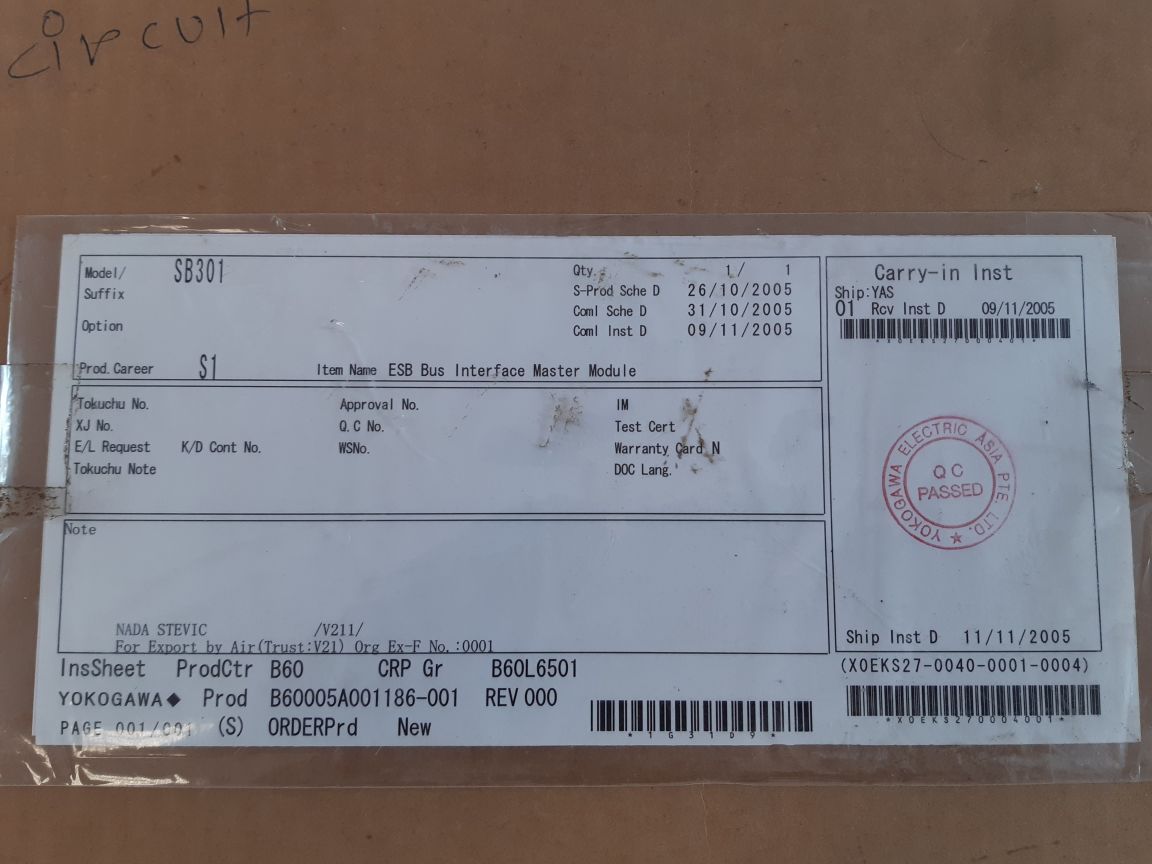 circuit
Model/ SB301
Suffix
Option
Prod. Career S1 Item Name ESB Bus Interface Master Module
Qty. 1/ 1
S-Prod Sche D 26/10/2005
Coml Sche D 31/10/2005
Coml Inst D 09/11/2005
Tokuchu No. Approval No. IM
XJ No. Q.C No. Test Cert
E/L Request K/D Cont No. WSNo. Warranty Card N
Tokuchu Note DOC Lang.
Note
NADA STEVIC /V211/
For Export by Air(Trust:V21) Org Ex-F No.:0001
InsSheet ProdCtr B60 CRP Gr B60L6501
YOKOGAWA◆ Prod B60005A001186-001 REV 000
PAGE 001/001 (S) ORDERPrd New
*1G31D9*
Carry-in Inst
Ship:YAS
01 Rcv Inst D 09/11/2005
*X0EKS27000401*
YOKOGAWA ELECTRIC ASIA PTE. LTD. ★
QC
PASSED
Ship Inst D 11/11/2005
(X0EKS27-0040-0001-0004)
*X0EKS270004001*